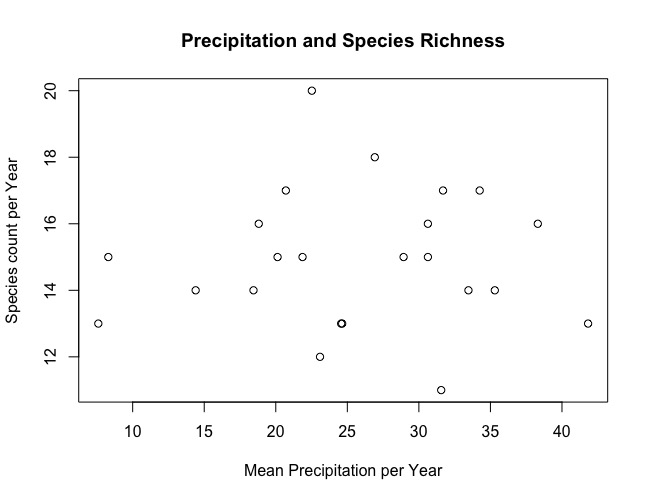 Precipitation and Species Richness
20
18
16
14
12
Species count per Year
10 15 20 25 30 35 40
Mean Precipitation per Year